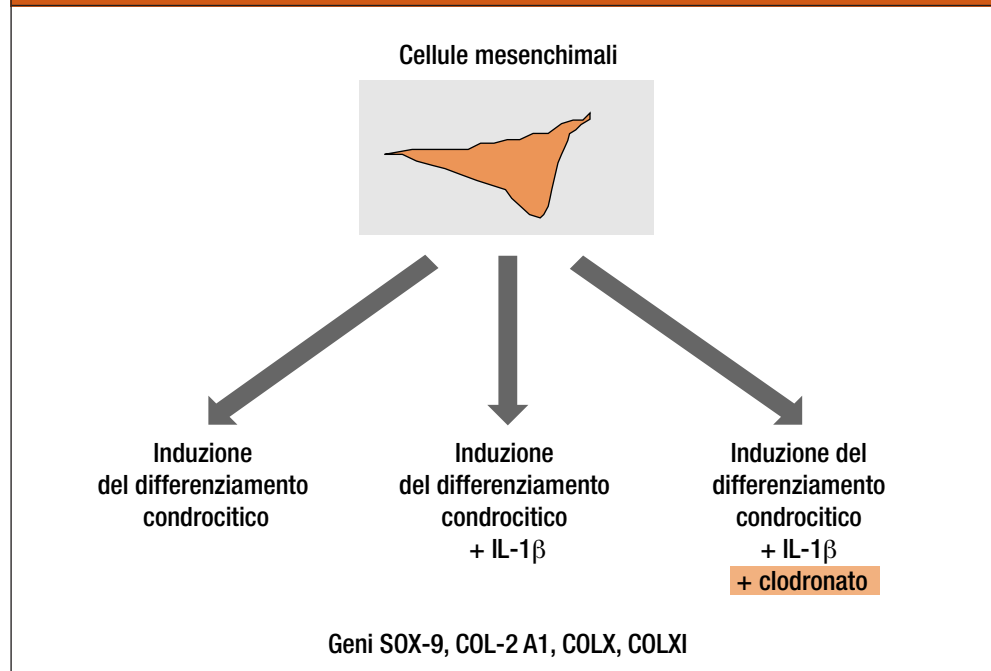 Cellule mesenchimali
Induzione
del differenziamento
condrocitico
Induzione
del differenziamento
condrocitico
+ IL-1β
Induzione del
differenziamento
condrocitico
+ IL-1β
+ clodronato
Geni SOX-9, COL-2 A1, COLX, COLXI